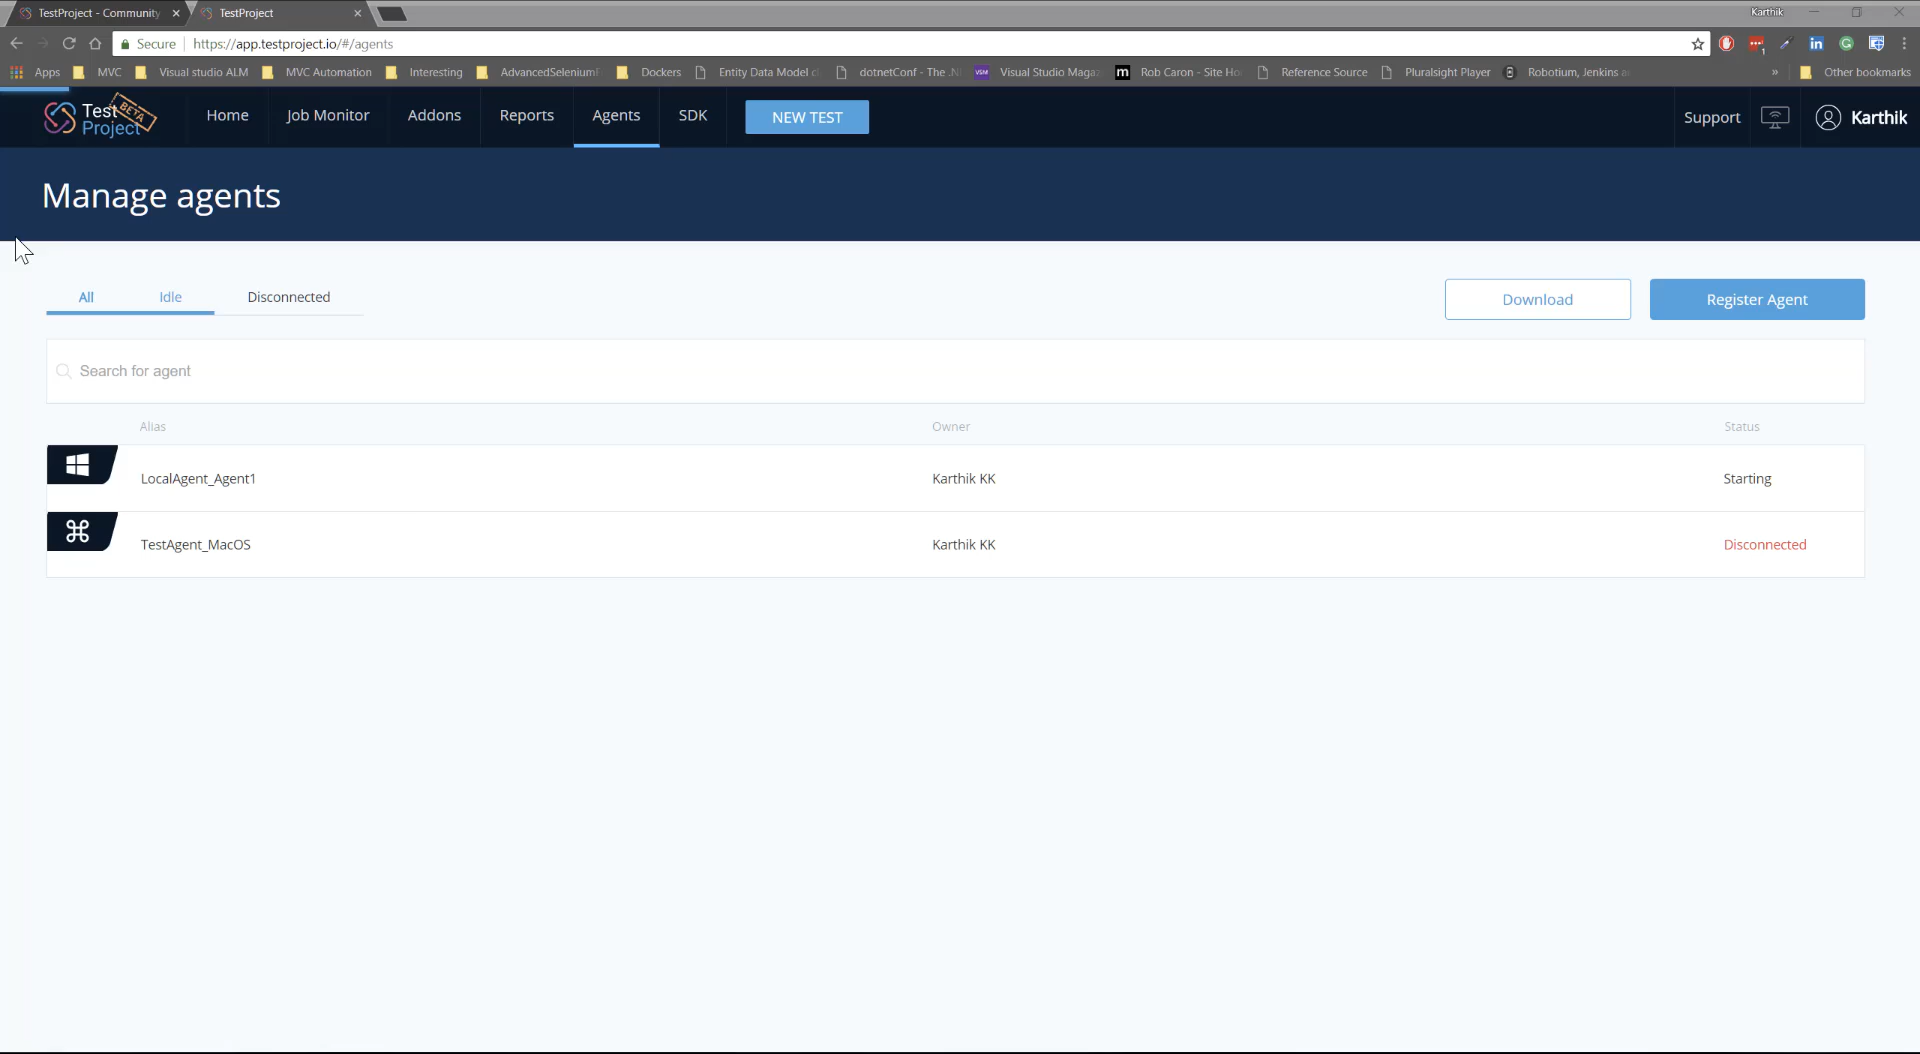 TestProject - Community
TestProject
Karthik
Secure
https://app.testproject.io/#/agents
Apps
MVC
Visual studio ALM
MVC Automation
Interesting
AdvancedSelenium
Dockers
Entity Data Model
dotnetConf - The
Visual Studio Magaz
Rob Caron - Site Ho
Reference Source
Pluralsight Player
Robotium, Jenkins
»
Other bookmarks
Test
Project
BETA
Home
Job Monitor
Addons
Reports
Agents
SDK
NEW TEST
Support
Karthik
Manage agents
All
Idle
Disconnected
Download
Register Agent
Search for agent
Alias
Owner
Status
LocalAgent_Agent1
Karthik KK
Starting
TestAgent_MacOS
Karthik KK
Disconnected